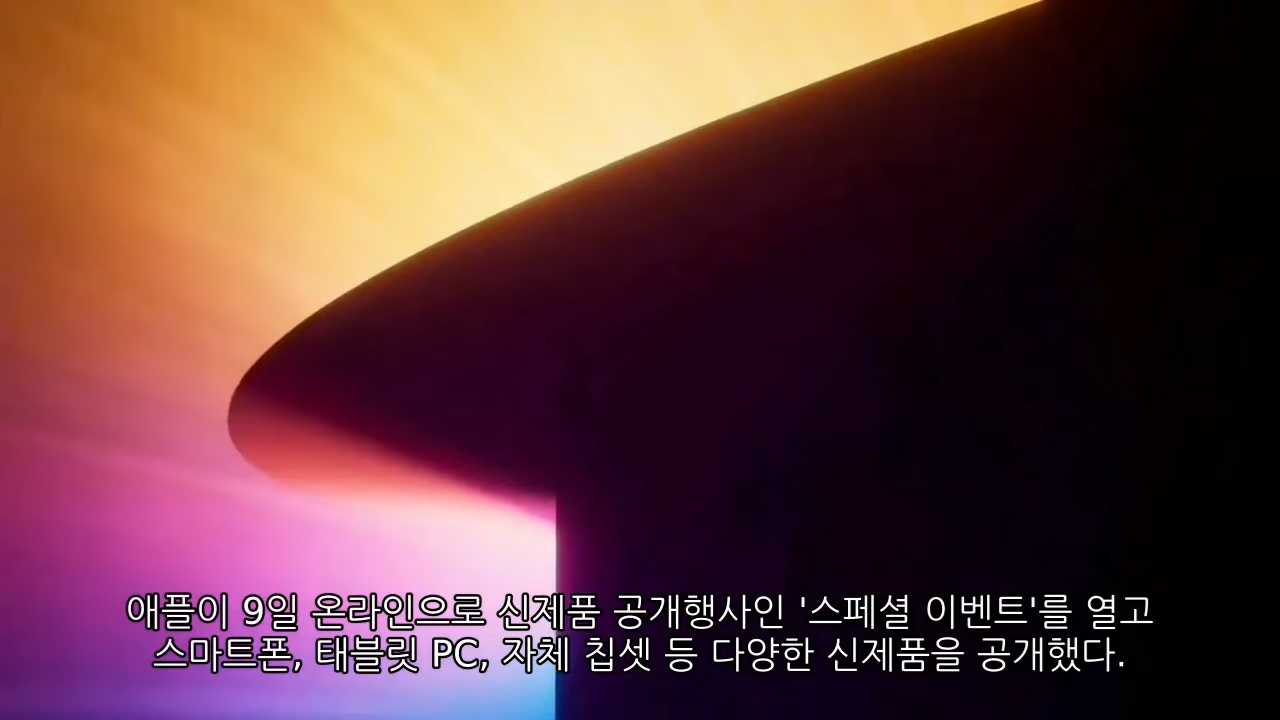 애플이 9일 온라인으로 신제품 공개행사인 '스페셜 이벤트'를 열고
스마트폰, 태블릿 PC, 자체 칩셋 등 다양한 신제품을 공개했다.